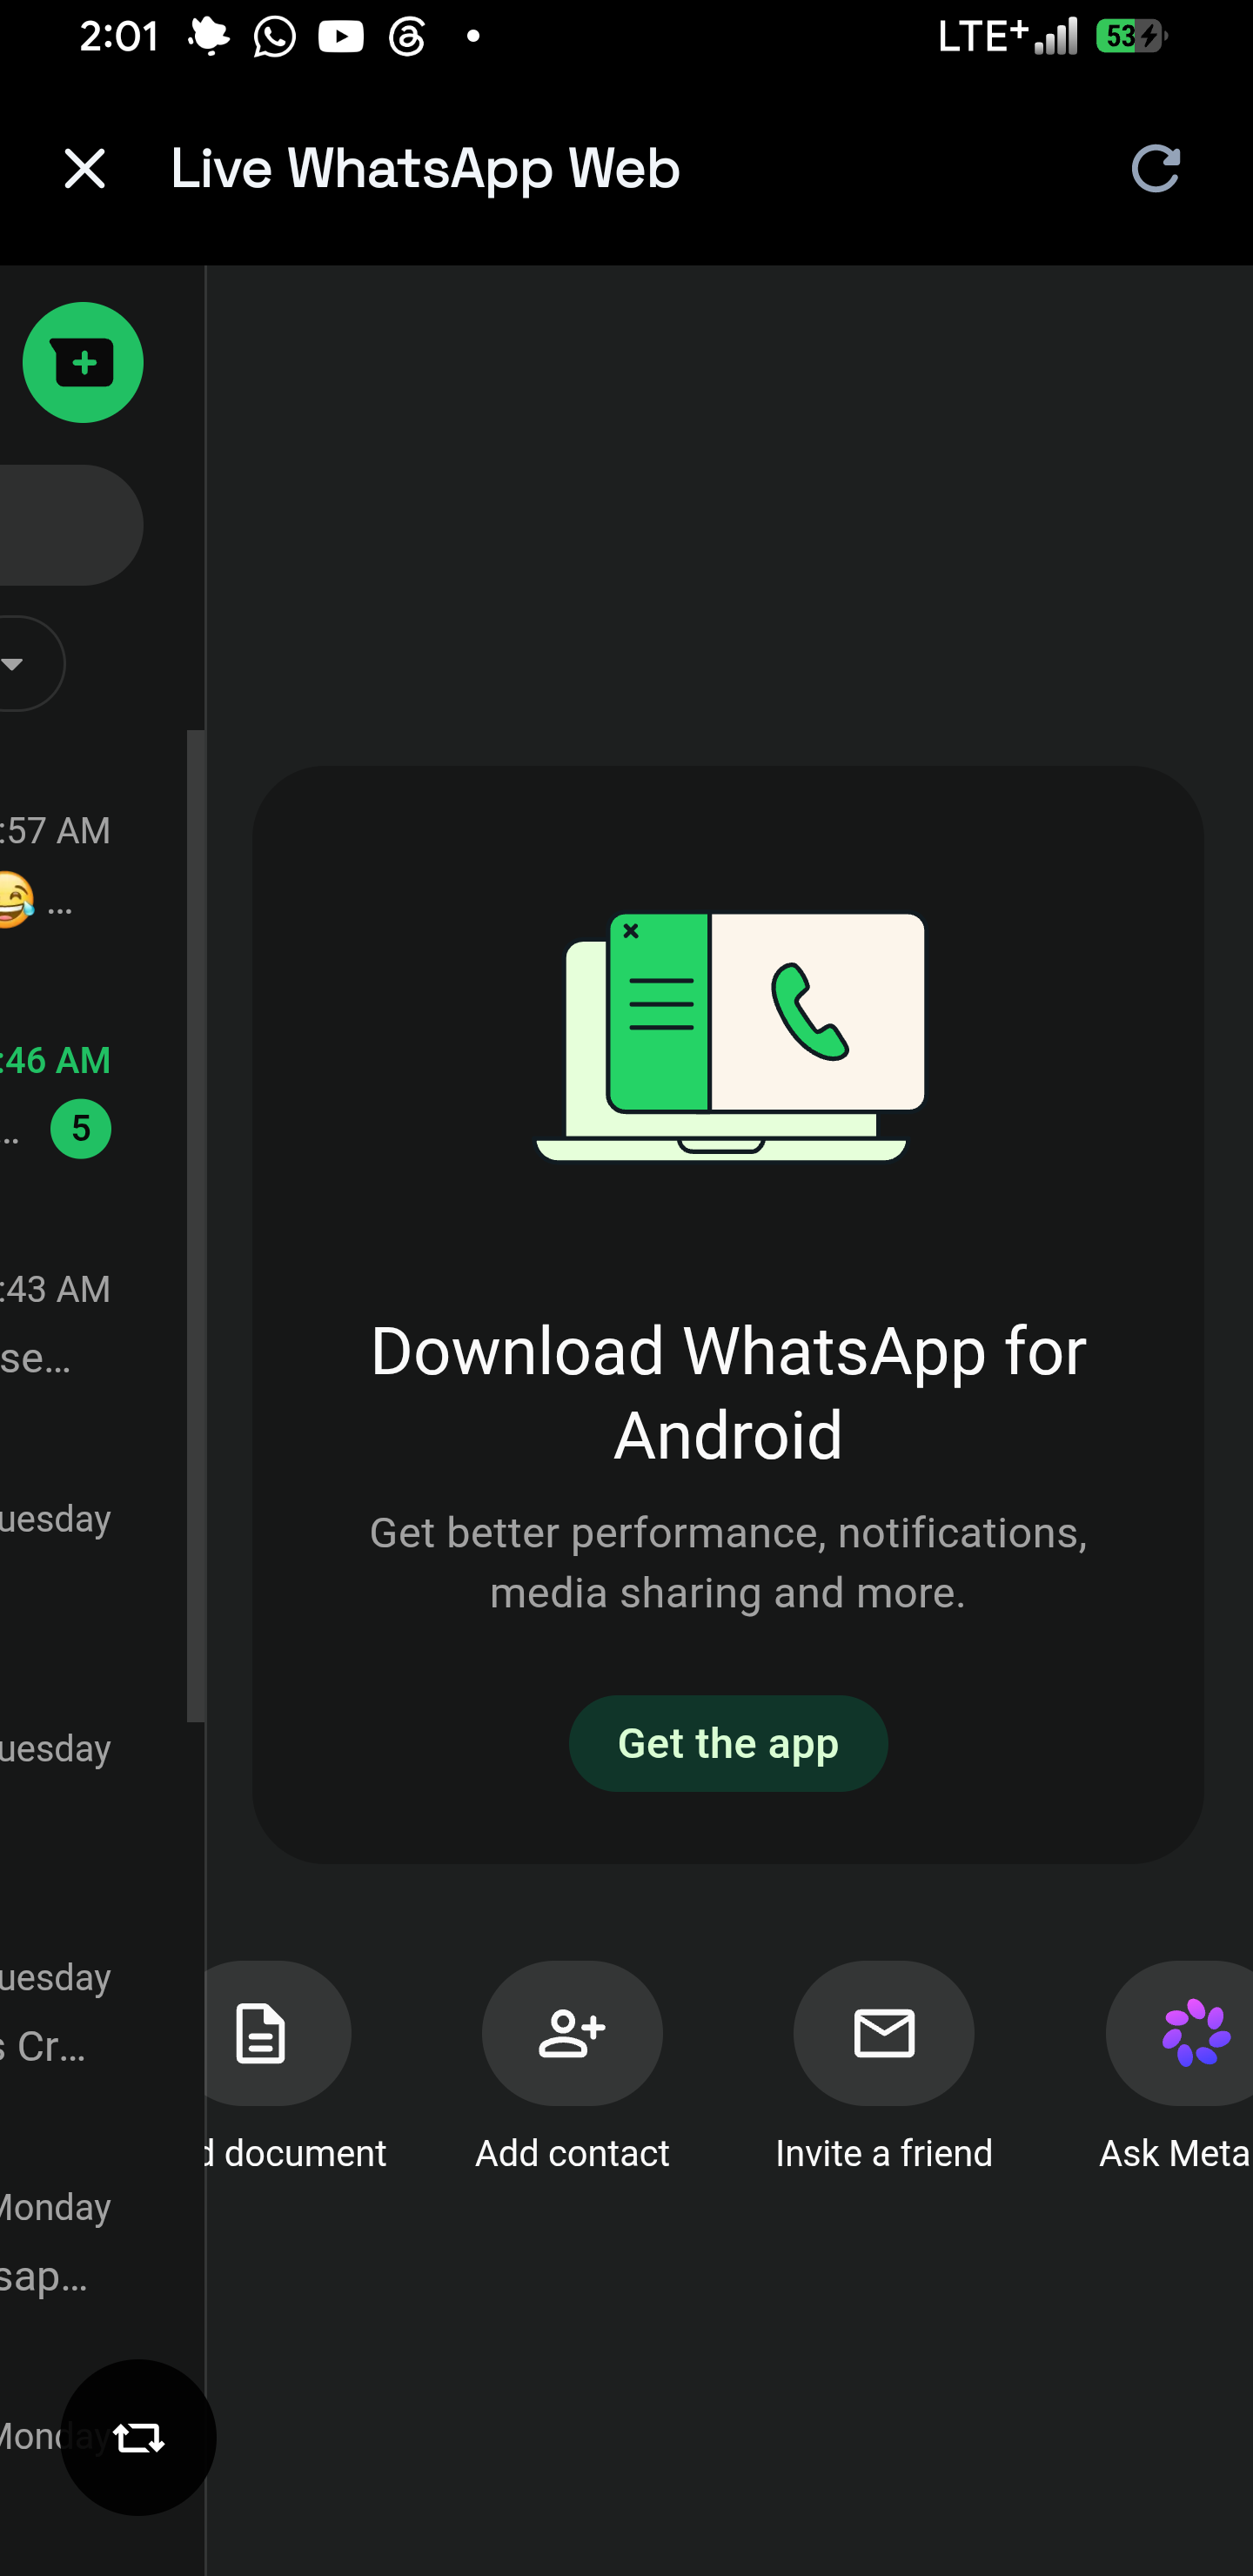 2:01
LTE+
53
Live WhatsApp Web
:57 AM
😂 ...
:46 AM
... 5
:43 AM
se...
uesday
Download WhatsApp for
Android
Get better performance, notifications,
media sharing and more.
Get the app
uesday
uesday
s Cr...
d document
Add contact
Invite a friend
Ask Meta
Monday
sap...
Monday